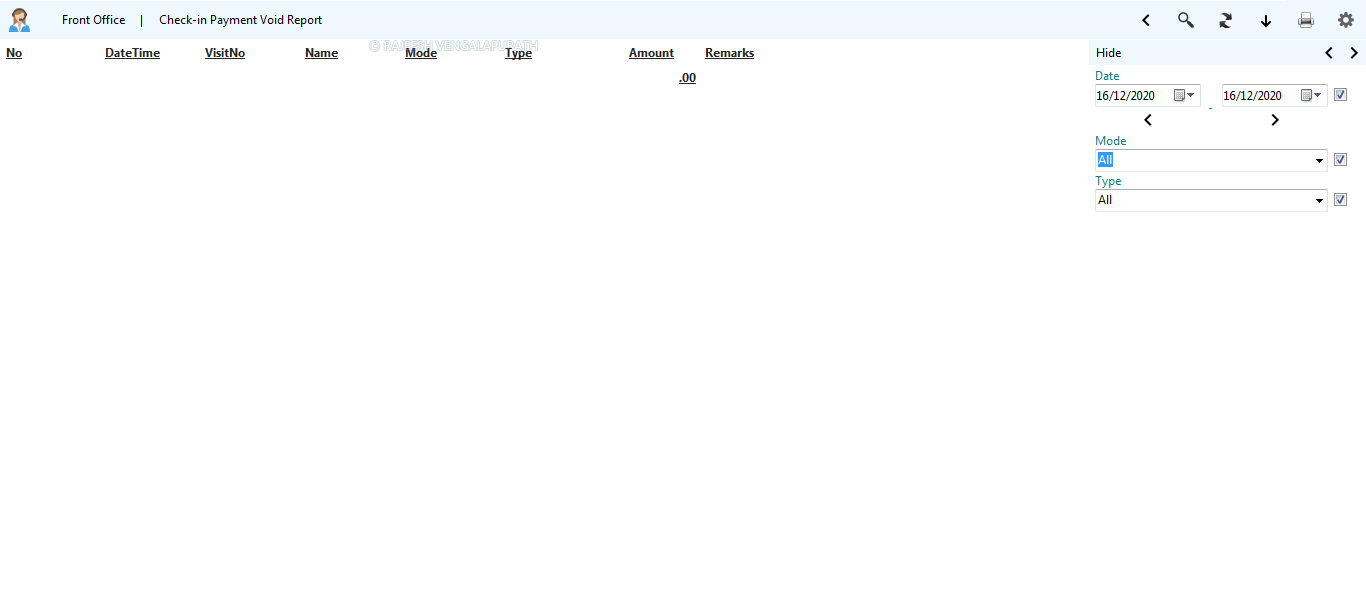 Front Office | Check-in Payment Void Report
No DateTime VisitNo Name Mode Type Amount Remarks
© RAJEESH VENGALAPURATH
.00
Hide
Date
16/12/2020 - 16/12/2020
Mode
All
Type
All